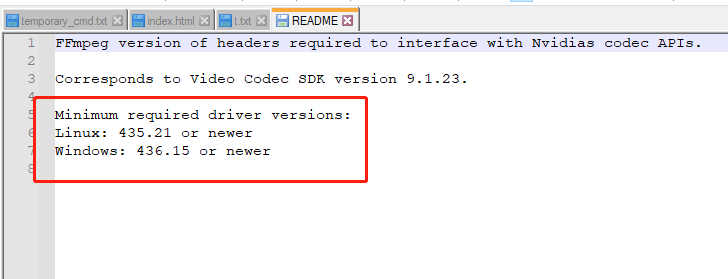 temporary_cmd.txt index.html t.txt README
1 FFmpeg version of headers required to interface with Nvidias codec APIs.
2
3 Corresponds to Video Codec SDK version 9.1.23.
4
5 Minimum required driver versions:
6 Linux: 435.21 or newer
7 Windows: 436.15 or newer
8